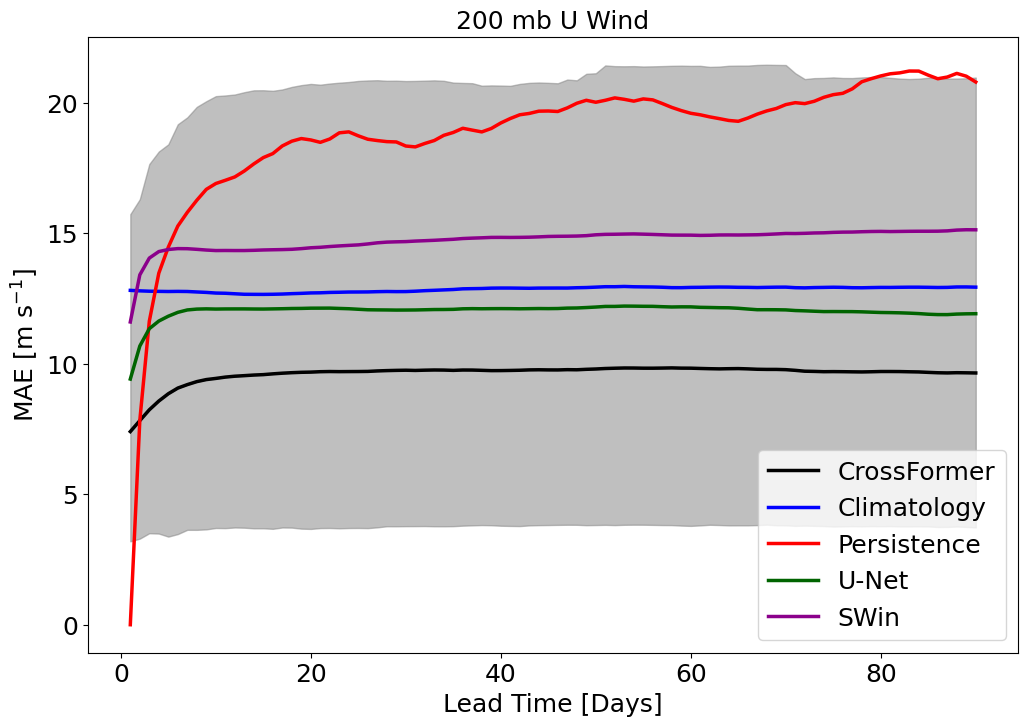 200 mb U Wind
MAE [m s⁻¹]
20
15
10
5
0
0 20 40 60 80
Lead Time [Days]
CrossFormer
Climatology
Persistence
U-Net
SWin